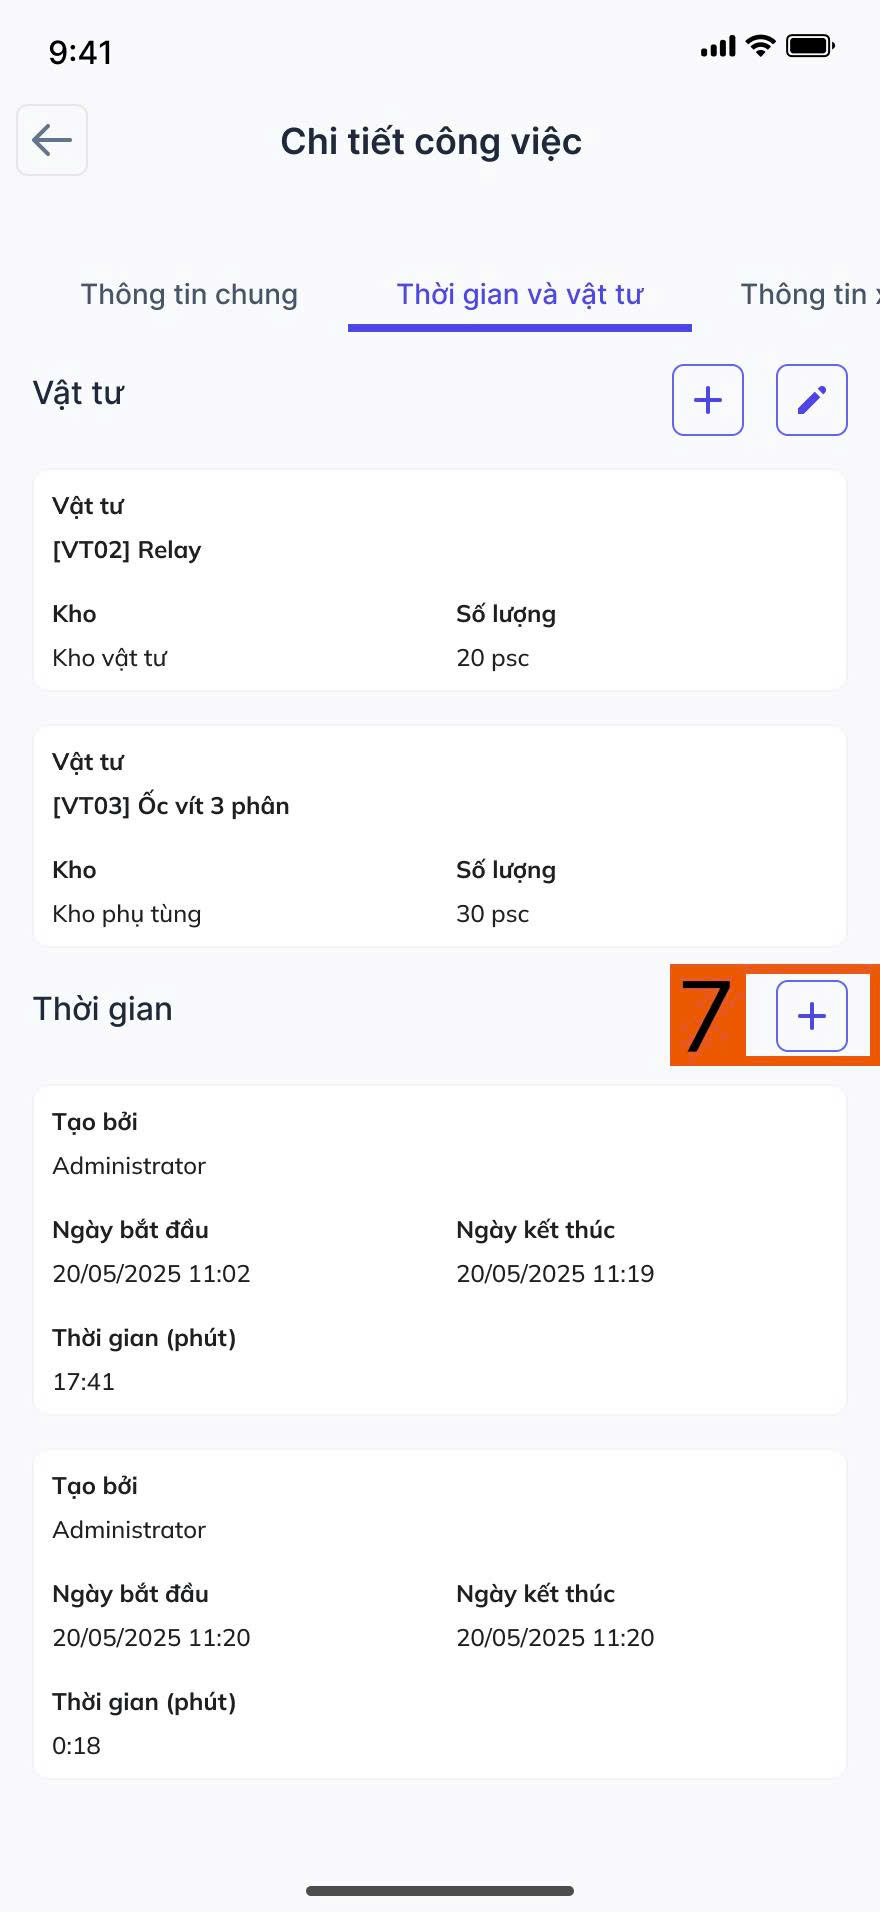 9:41
Chi tiết công việc
Thông tin chung Thời gian và vật tư Thông tin
Vật tư
Vật tư
[VT02] Relay
Kho Số lượng
Kho vật tư 20 psc
Vật tư
[VT03] Ốc vít 3 phân
Kho Số lượng
Kho phụ tùng 30 psc
Thời gian 7
Tạo bởi
Administrator
Ngày bắt đầu Ngày kết thúc
20/05/2025 11:02 20/05/2025 11:19
Thời gian (phút)
17:41
Tạo bởi
Administrator
Ngày bắt đầu Ngày kết thúc
20/05/2025 11:20 20/05/2025 11:20
Thời gian (phút)
0:18